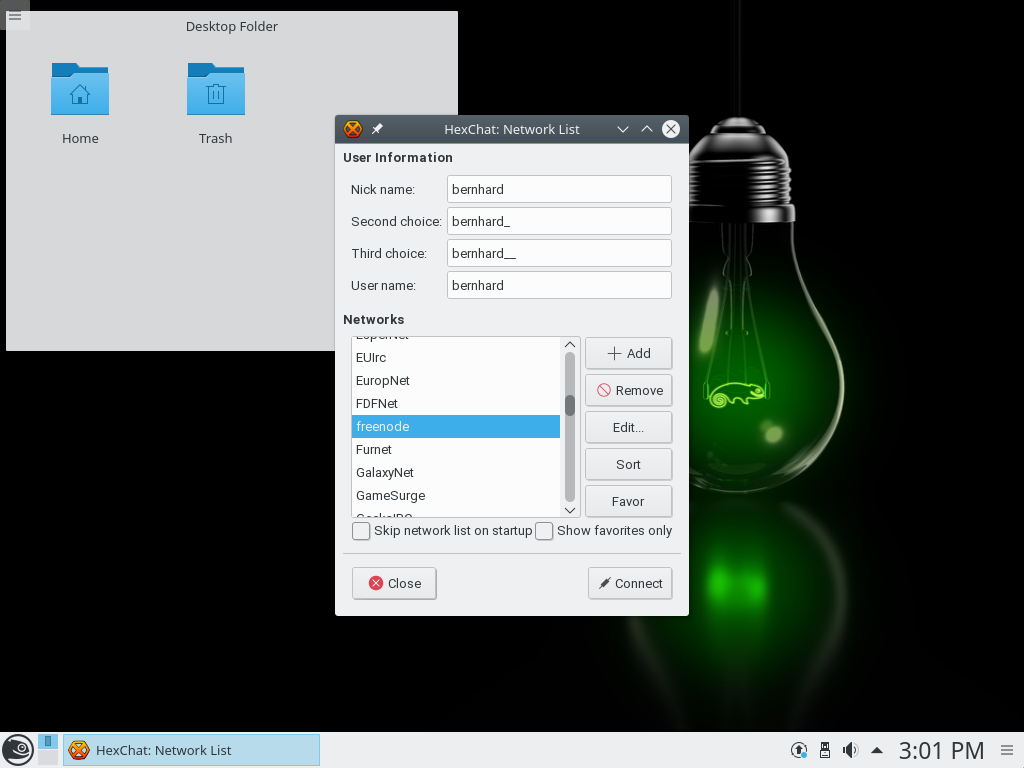 Desktop Folder
Home
Trash
HexChat: Network List
User Information
Nick name: bernhard
Second choice: bernhard_
Third choice: bernhard__
User name: bernhard
Networks
EUIrc
EuropNet
FDFNet
freenode
Furnet
GalaxyNet
GameSurge
Add
Remove
Edit...
Sort
Favor
Skip network list on startup
Show favorites only
Close
Connect
HexChat: Network List
3:01 PM